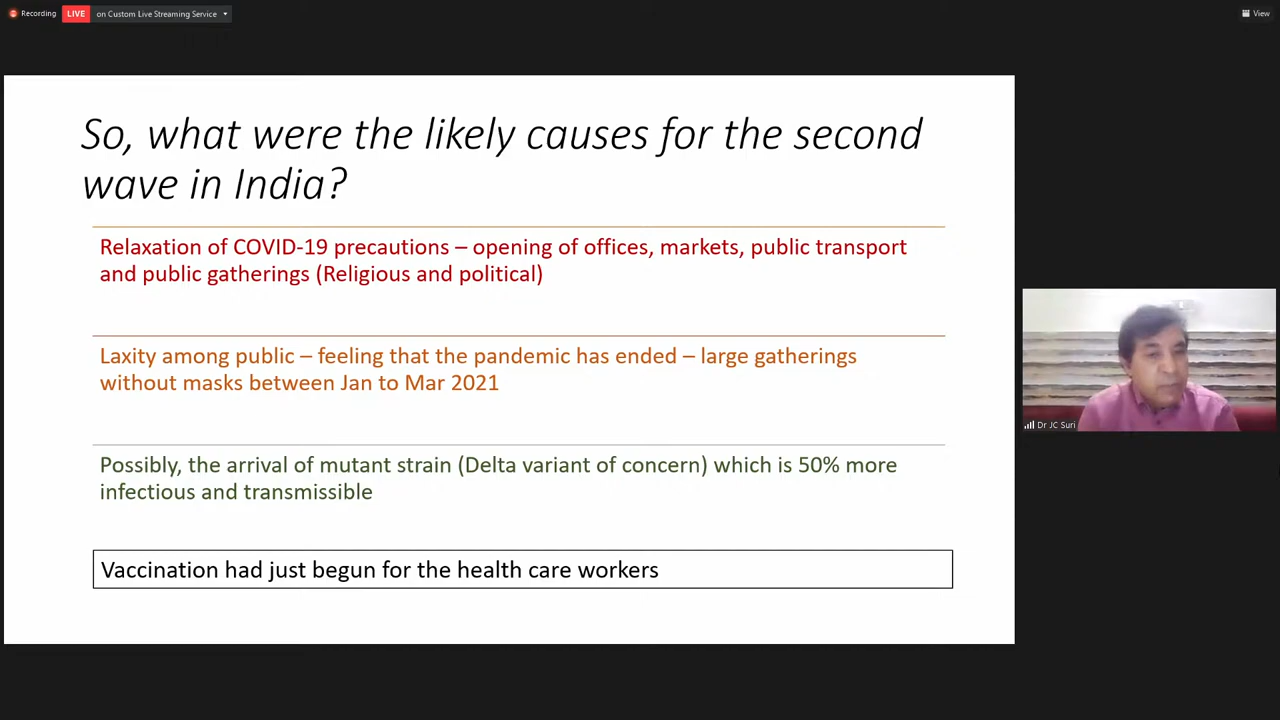 Recording LIVE on Custom Live Streaming Service View
So, what were the likely causes for the second
wave in India?
Relaxation of COVID-19 precautions – opening of offices, markets, public transport
and public gatherings (Religious and political)
Laxity among public – feeling that the pandemic has ended – large gatherings
without masks between Jan to Mar 2021
Dr JC Suri
Possibly, the arrival of mutant strain (Delta variant of concern) which is 50% more
infectious and transmissible
Vaccination had just begun for the health care workers